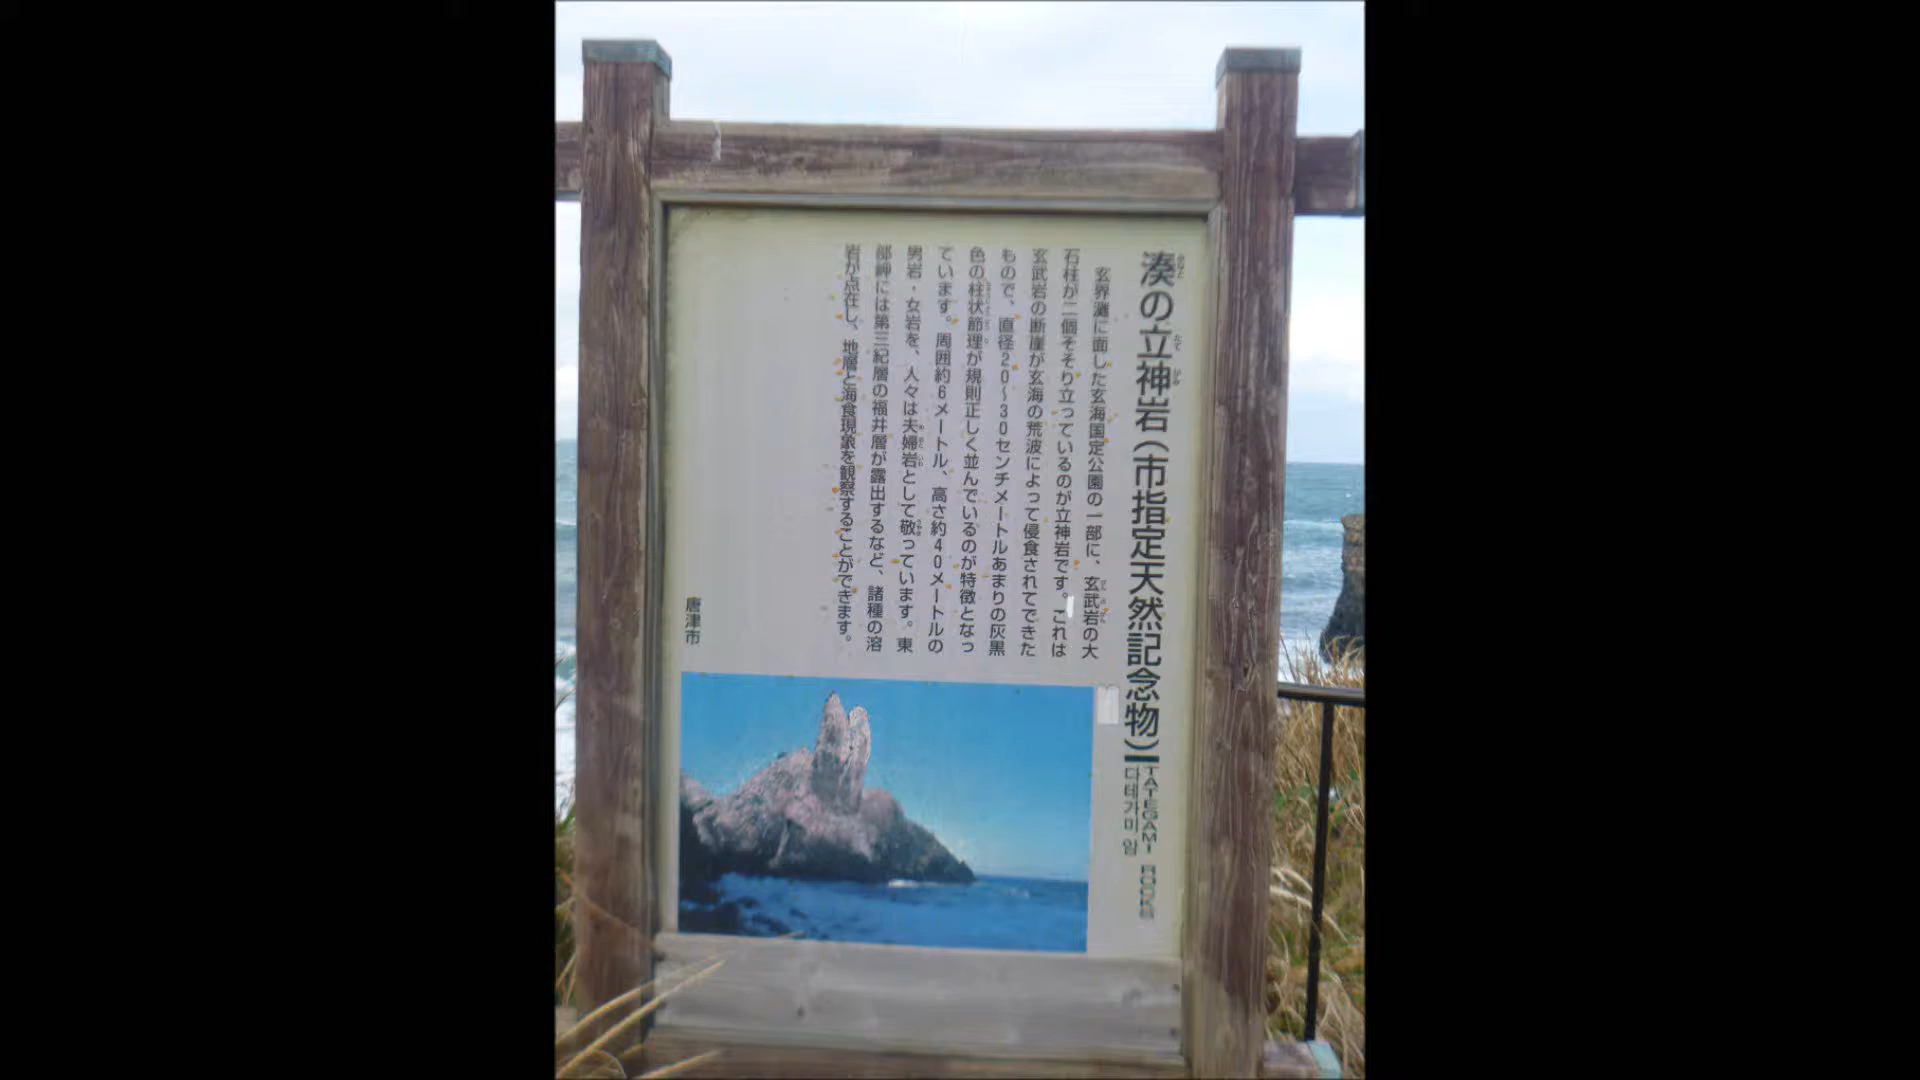 湊の立神岩(市指定天然記念物)
TATEGAMI ROCKS
다테가미 암
玄界灘に面した玄海国定公園の一部に、玄武岩の大
石柱が二個そそり立っているのが立神岩です。これは
玄武岩の断崖が玄海の荒波によって侵食されてできた
もので、直径20〜30センチメートルあまりの灰黒
色の柱状節理が規則正しく並んでいるのが特徴となっ
ています。周囲約6メートル、高さ約40メートルの
男岩・女岩を、人々は夫婦岩として敬っています。東
部岬には第三紀層の福井層が露出するなど、諸種の溶
岩が点在し、地層と海食現象を観察することができます。
唐津市